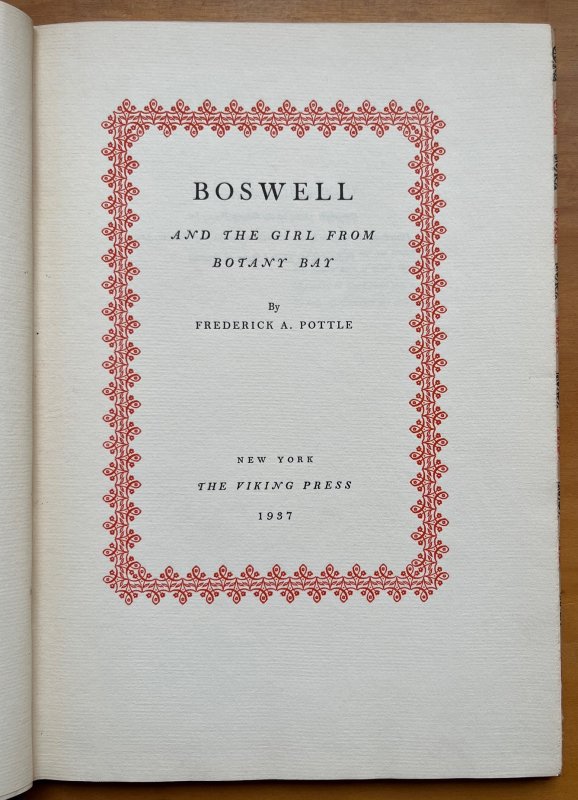 BOSWELL
AND THE GIRL FROM
BOTANY BAY
By
FREDERICK A. POTTLE
NEW YORK
THE VIKING PRESS
1937